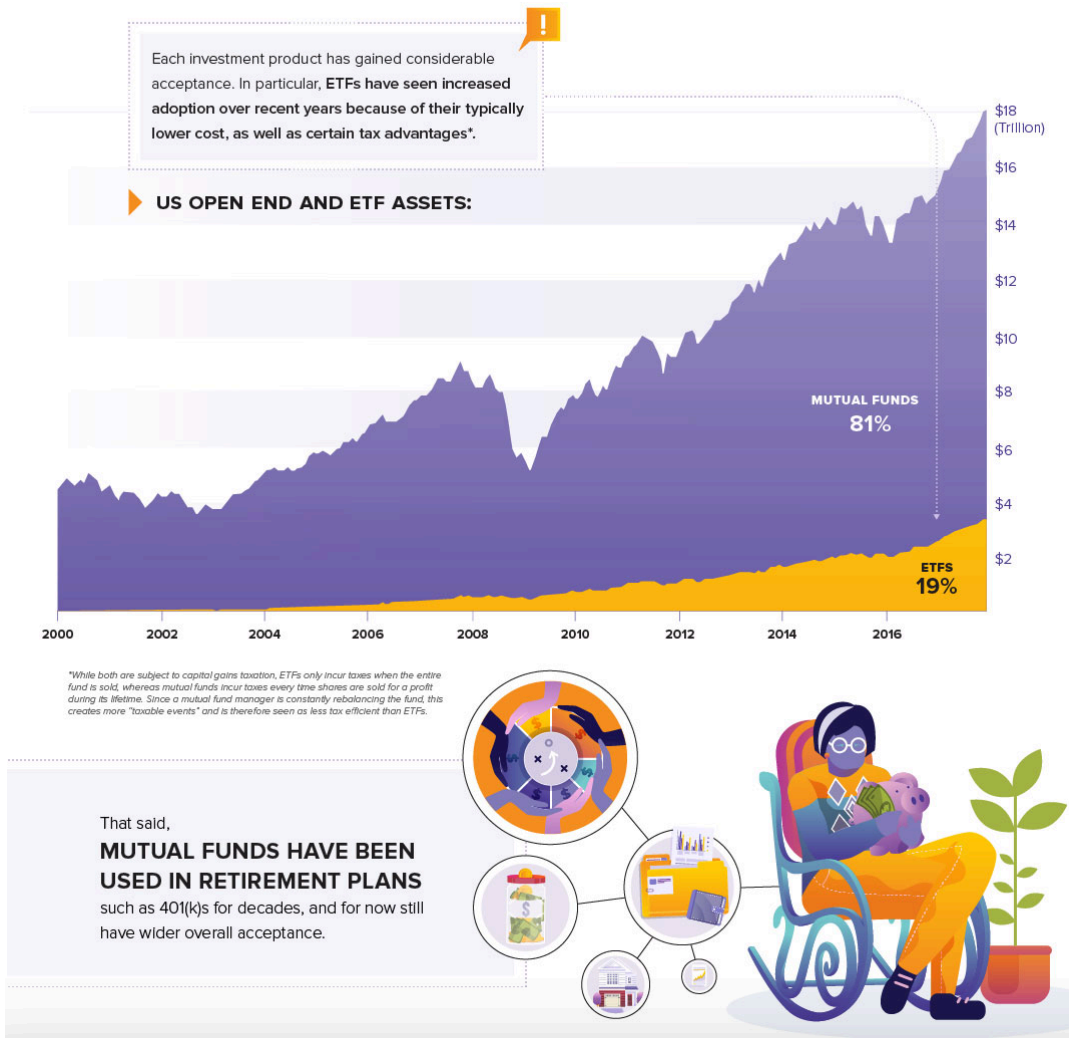 !
Each investment product has gained considerable
acceptance. In particular, ETFs have seen increased
adoption over recent years because of their typically
lower cost, as well as certain tax advantages*.
US OPEN END AND ETF ASSETS:
$18
(Trillion)
$16
$14
$12
$10
$8
$6
$4
$2
MUTUAL FUNDS
81%
ETFS
19%
2000 2002 2004 2006 2008 2010 2012 2014 2016
*While both are subject to capital gains taxation, ETFs only incur taxes when the entire
fund is sold, whereas mutual funds incur taxes every time shares are sold for a profit
during its lifetime. Since a mutual fund manager is constantly rebalancing the fund, this
creates more "taxable events" and is therefore seen as less tax efficient than ETFs.
That said,
MUTUAL FUNDS HAVE BEEN
USED IN RETIREMENT PLANS
such as 401(k)s for decades, and for now still
have wider overall acceptance.